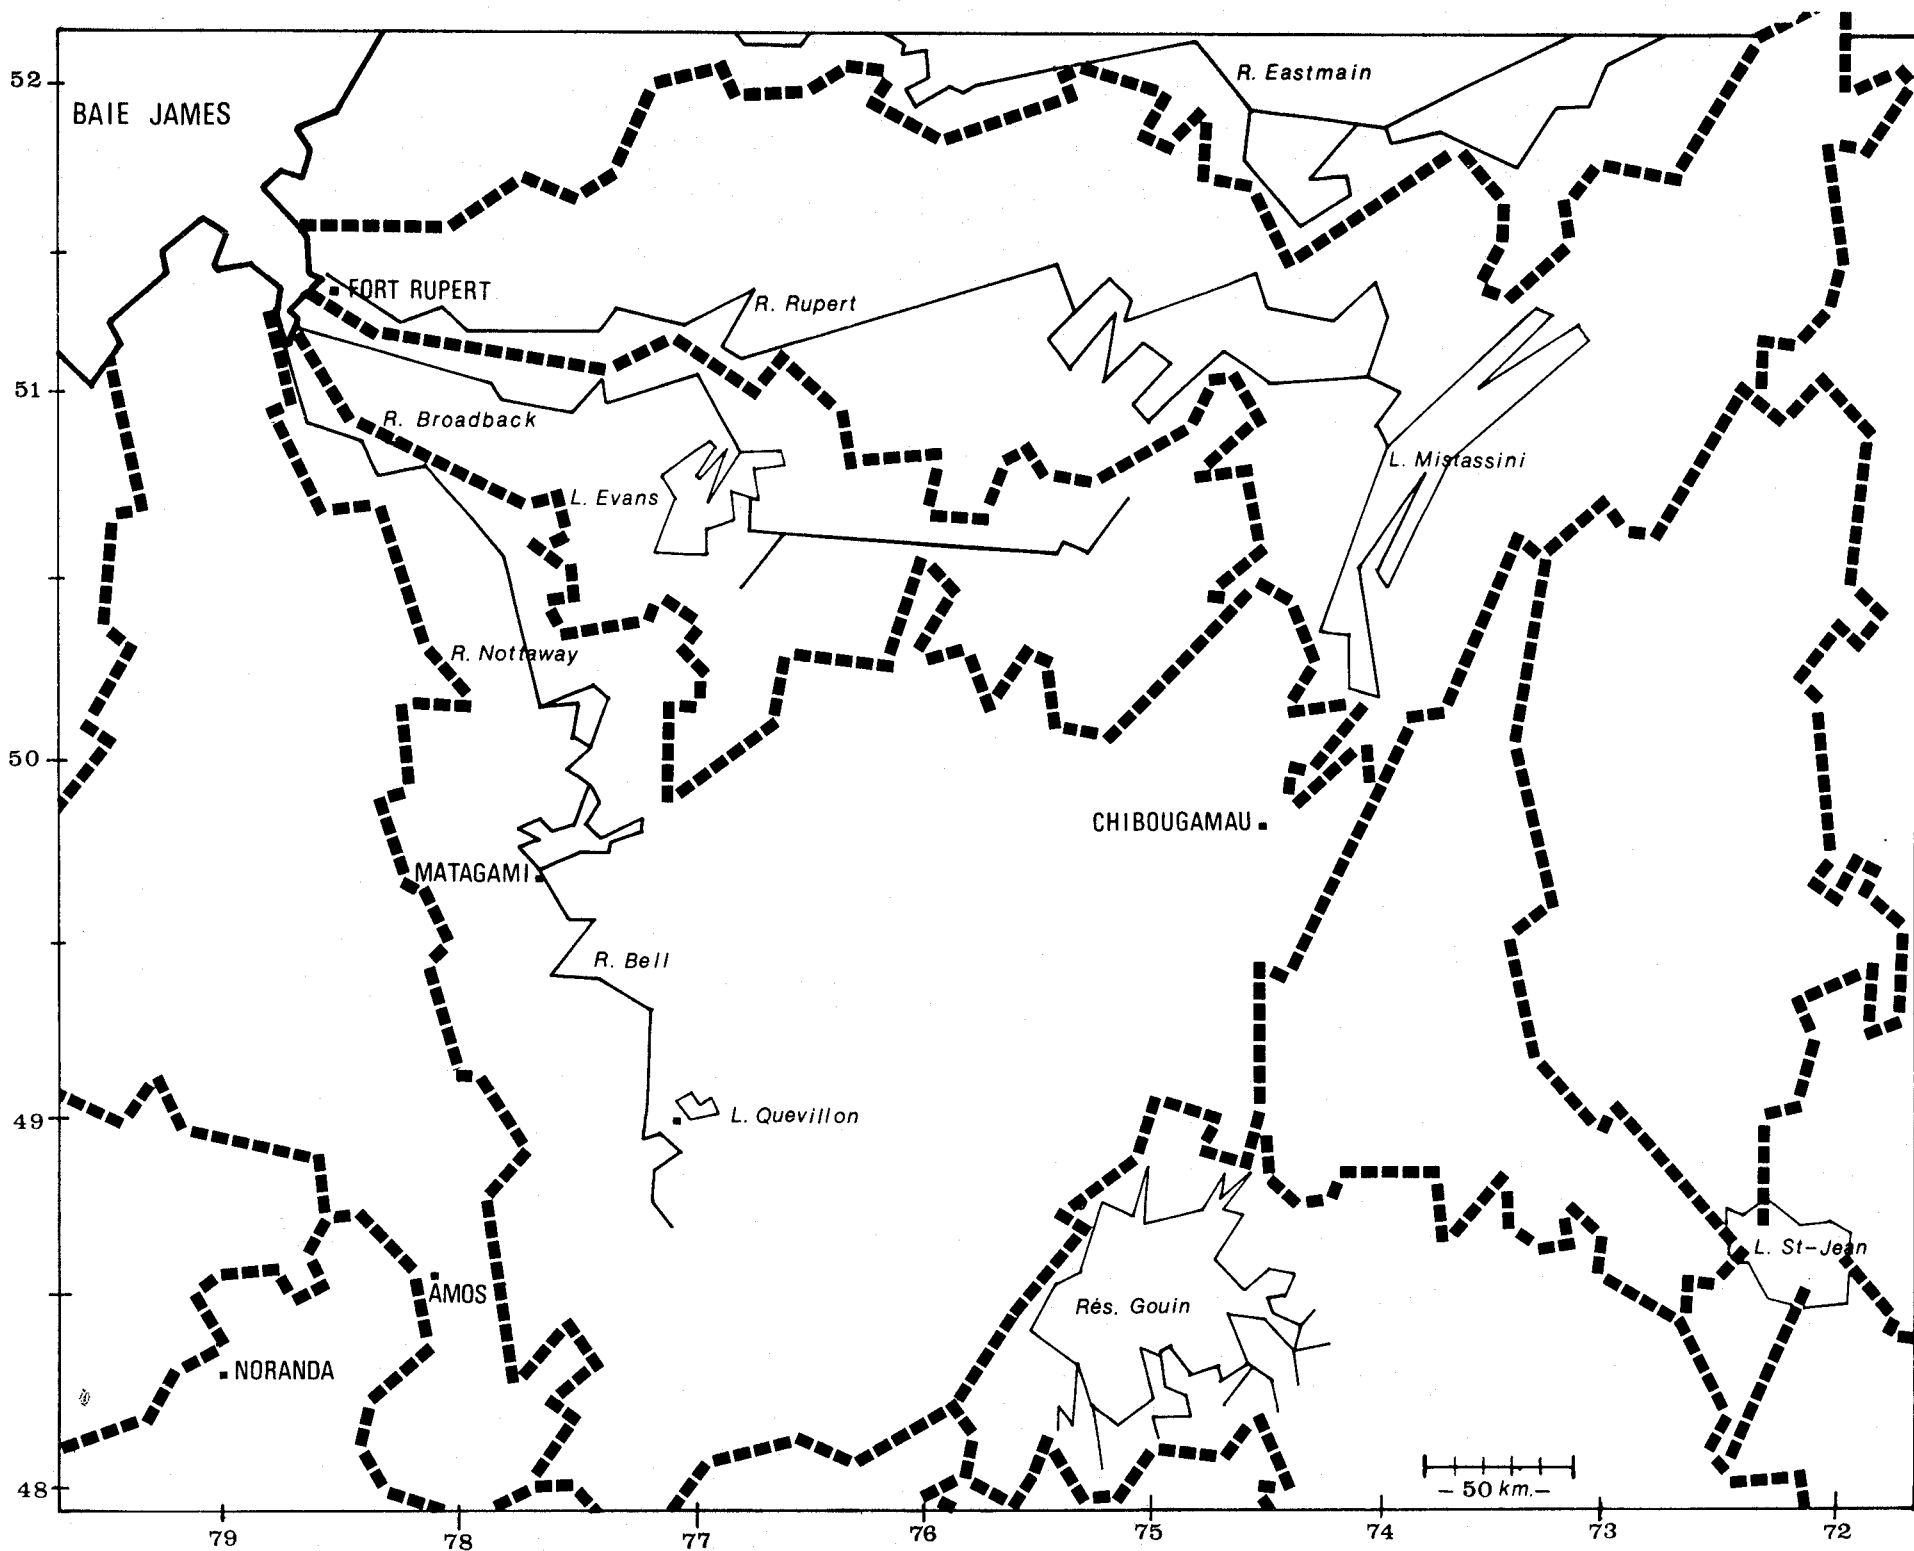 52
BAIE JAMES
R. Eastmain
FORT RUPERT
R. Rupert
51
R. Broadback
L. Mistassini
L. Evans
R. Nottaway
50
CHIBOUGAMAU
MATAGAMI
R. Bell
49
L. Quevillon
L. St-Jean
AMOS
Rés. Gouin
NORANDA
48
- 50 km. -
79 78 77 76 75 74 73 72